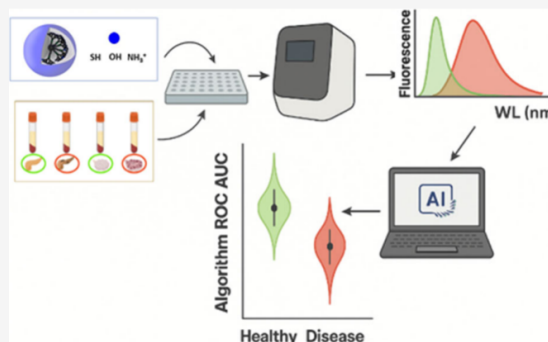 SH OH NH₃⁺
Fluorescence
WL (nm
AI
Algorithm ROC AUC
Healthy Disease